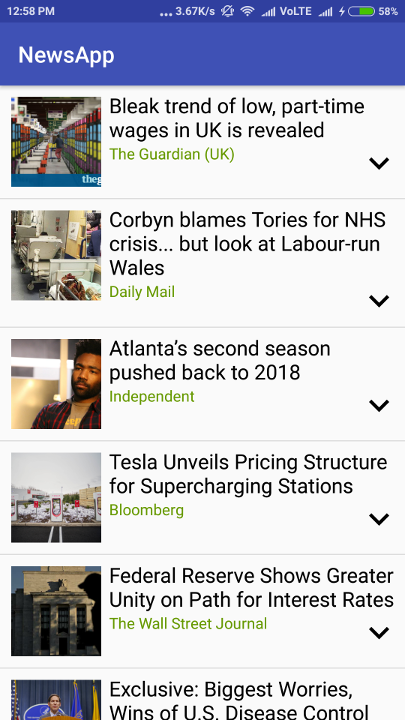 12:58 PM ... 3.67K/s VoLTE 58%
NewsApp
Bleak trend of low, part-time
wages in UK is revealed
The Guardian (UK)
theg
Corbyn blames Tories for NHS
crisis... but look at Labour-run
Wales
Daily Mail
Atlanta’s second season
pushed back to 2018
Independent
Tesla Unveils Pricing Structure
for Supercharging Stations
Bloomberg
Federal Reserve Shows Greater
Unity on Path for Interest Rates
The Wall Street Journal
Exclusive: Biggest Worries,
Wins of U.S. Disease Control